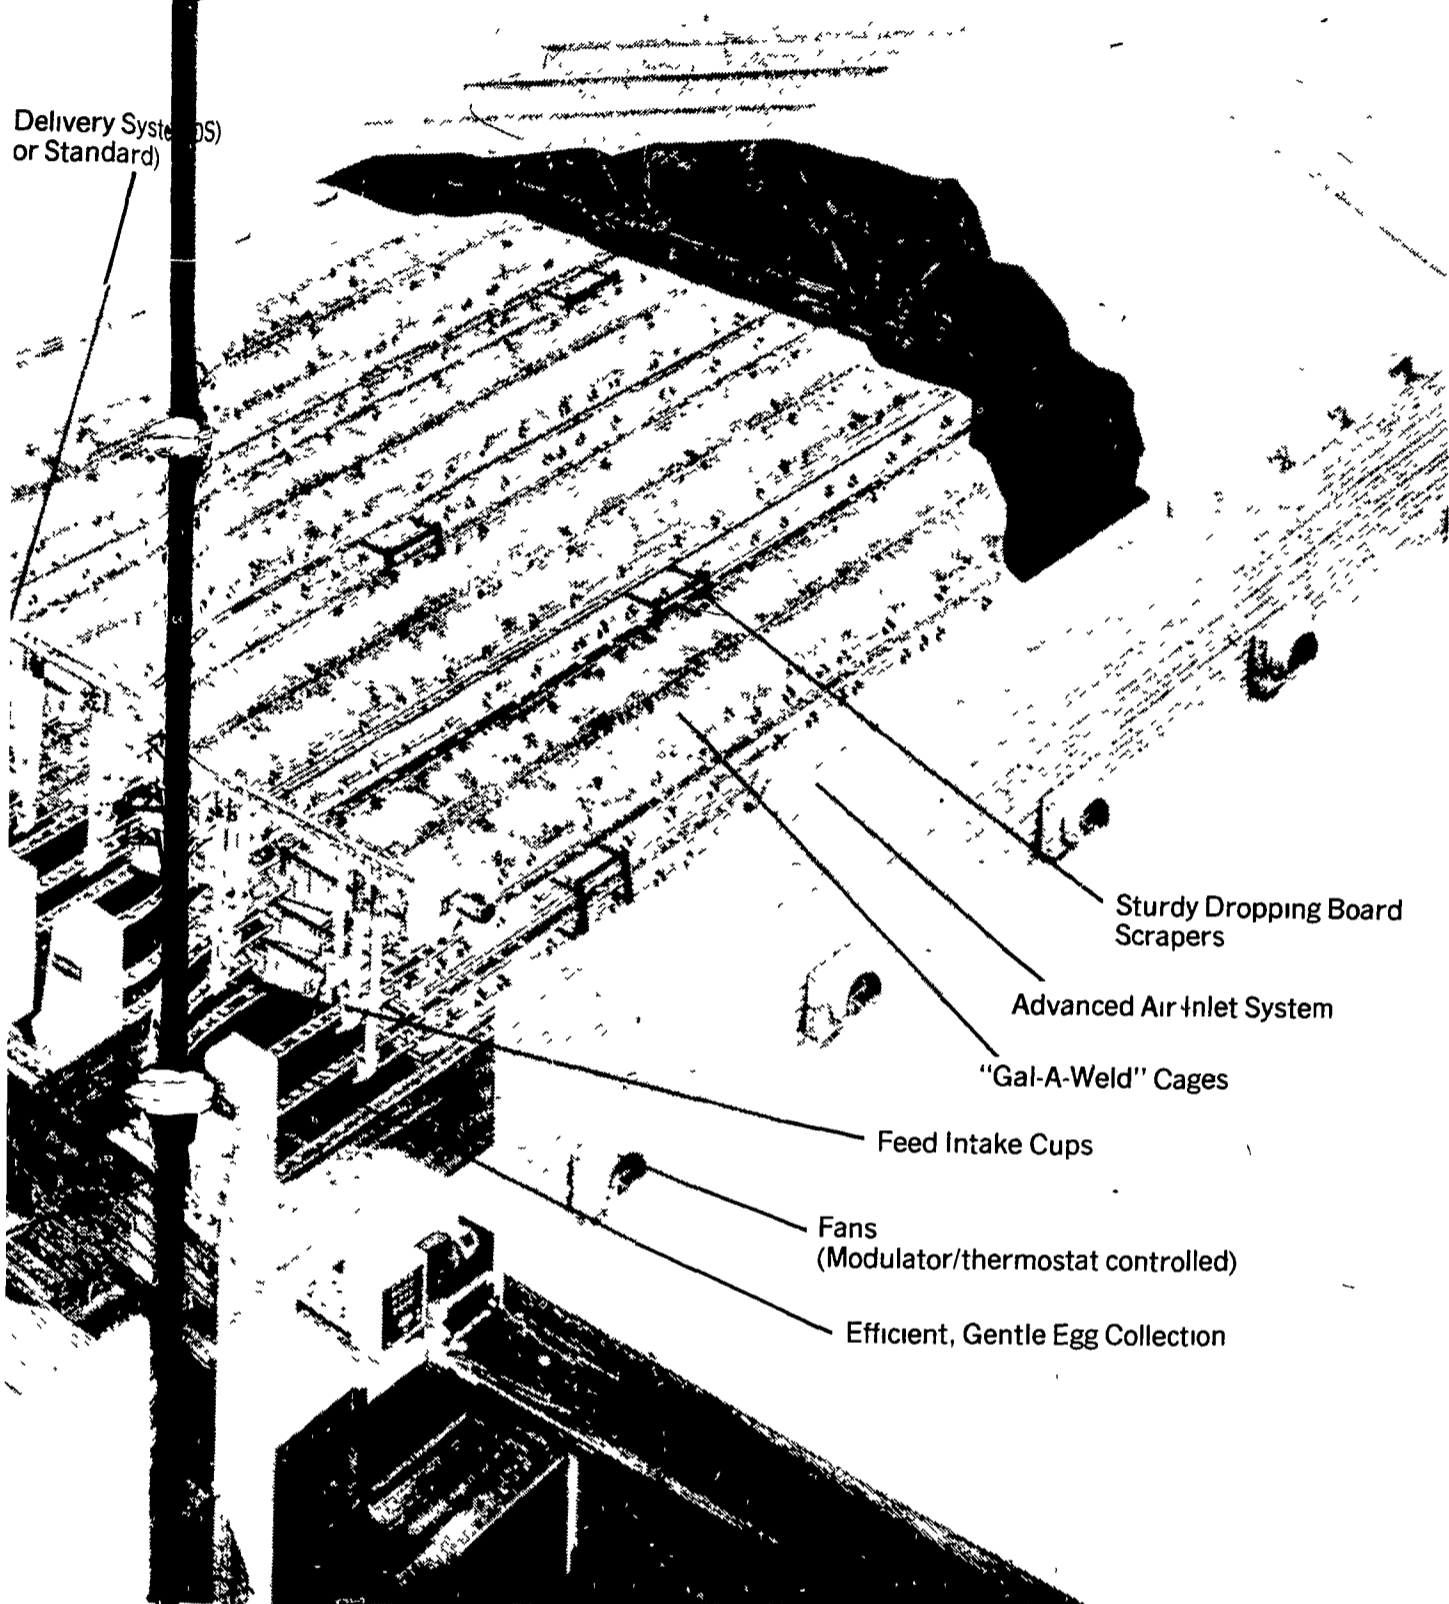 Delivery Syste DS)
or Standard)
Sturdy Dropping Board
Scrapers
Advanced Air Inlet System
"Gal-A-Weld" Cages
Feed Intake Cups
Fans
(Modulator/thermostat controlled)
Efficient, Gentle Egg Collection